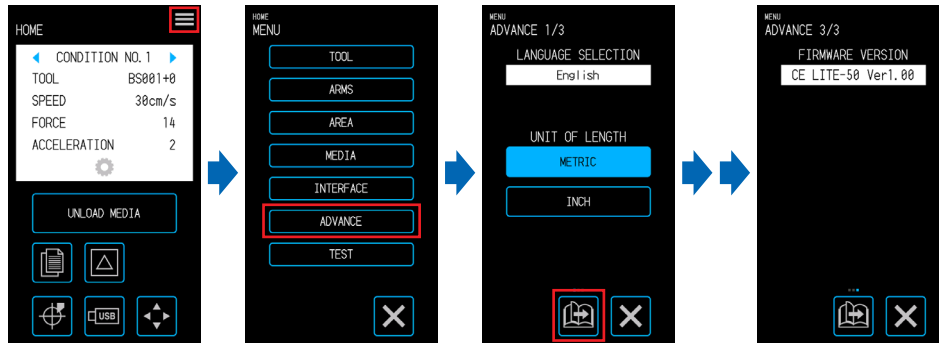 HOME
CONDITION NO.1
TOOL BS001+0
SPEED 30cm/s
FORCE 14
ACCELERATION 2
UNLOAD MEDIA
USB
HOME
MENU
TOOL
ARMS
AREA
MEDIA
INTERFACE
ADVANCE
TEST
MENU
ADVANCE 1/3
LANGUAGE SELECTION
English
UNIT OF LENGTH
METRIC
INCH
MENU
ADVANCE 3/3
FIRMWARE VERSION
CE LITE-50 Ver1.00